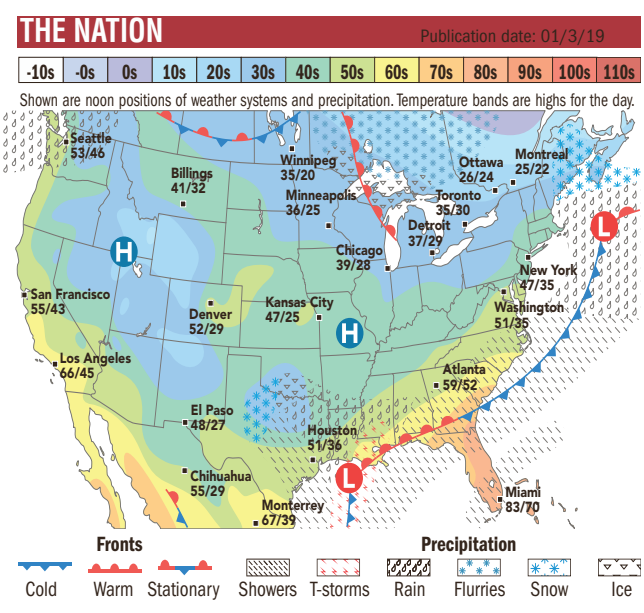 THE NATION
Publication date: 01/3/19
-10s -0s 0s 10s 20s 30s 40s 50s 60s 70s 80s 90s 100s 110s
Shown are noon positions of weather systems and precipitation. Temperature bands are highs for the day.
Seattle
53/46
Billings
41/32
Winnipeg
35/20
Ottawa
26/24
Montreal
25/22
Minneapolis
36/25
Toronto
35/30
Detroit
37/29
L
H
Chicago
39/28
New York
47/35
San Francisco
55/43
Denver
52/29
Kansas City
47/25
H
Washington
51/35
Los Angeles
66/45
Atlanta
59/52
El Paso
48/27
Houston
51/36
L
Chihuahua
55/29
Monterrey
67/39
Miami
83/70
Fronts
Precipitation
Cold Warm Stationary Showers T-storms Rain Flurries Snow Ice